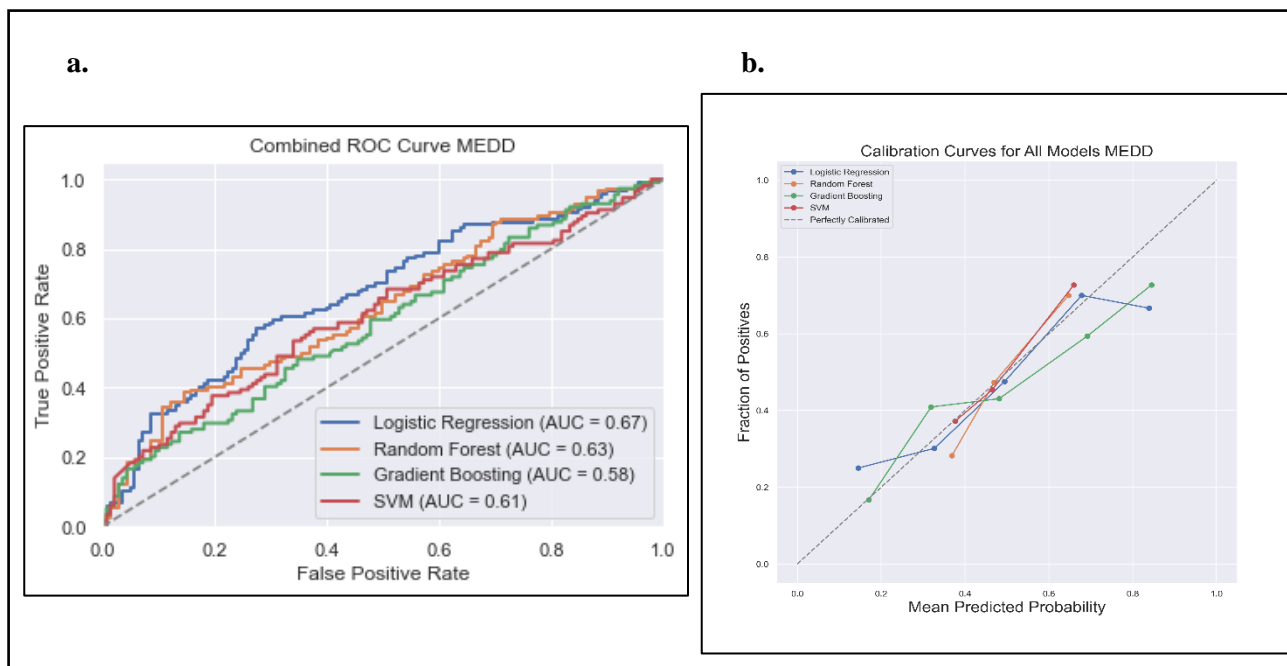 a.
Combined ROC Curve MEDD
True Positive Rate
1.0
0.8
0.6
0.4
0.2
0.0
0.0 0.2 0.4 0.6 0.8 1.0
False Positive Rate
Logistic Regression (AUC = 0.67)
Random Forest (AUC = 0.63)
Gradient Boosting (AUC = 0.58)
SVM (AUC = 0.61)
b.
Calibration Curves for All Models MEDD
Logistic Regression
Random Forest
Gradient Boosting
SVM
Perfectly Calibrated
Fraction of Positives
1.0
0.8
0.6
0.4
0.2
0.0
0.0 0.2 0.4 0.6 0.8 1.0
Mean Predicted Probability